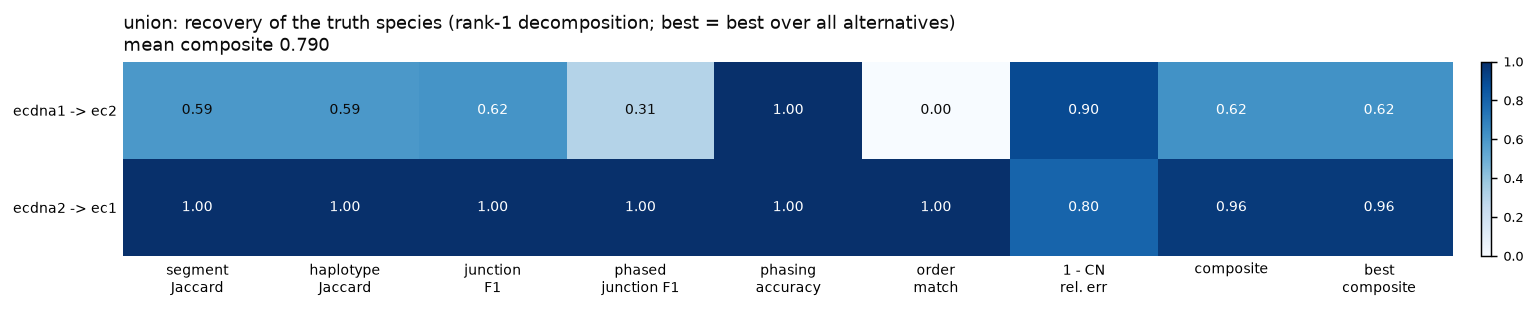 union: recovery of the truth species (rank-1 decomposition; best = best over all alternatives)
mean composite 0.790
ecdna1 -> ec2
0.59
0.59
0.62
0.31
1.00
0.00
0.90
0.62
0.62
ecdna2 -> ec1
1.00
1.00
1.00
1.00
1.00
1.00
0.80
0.96
0.96
segment
Jaccard
haplotype
Jaccard
junction
F1
phased
junction F1
phasing
accuracy
order
match
1 - CN
rel. err
composite
best
composite
1.0
0.8
0.6
0.4
0.2
0.0